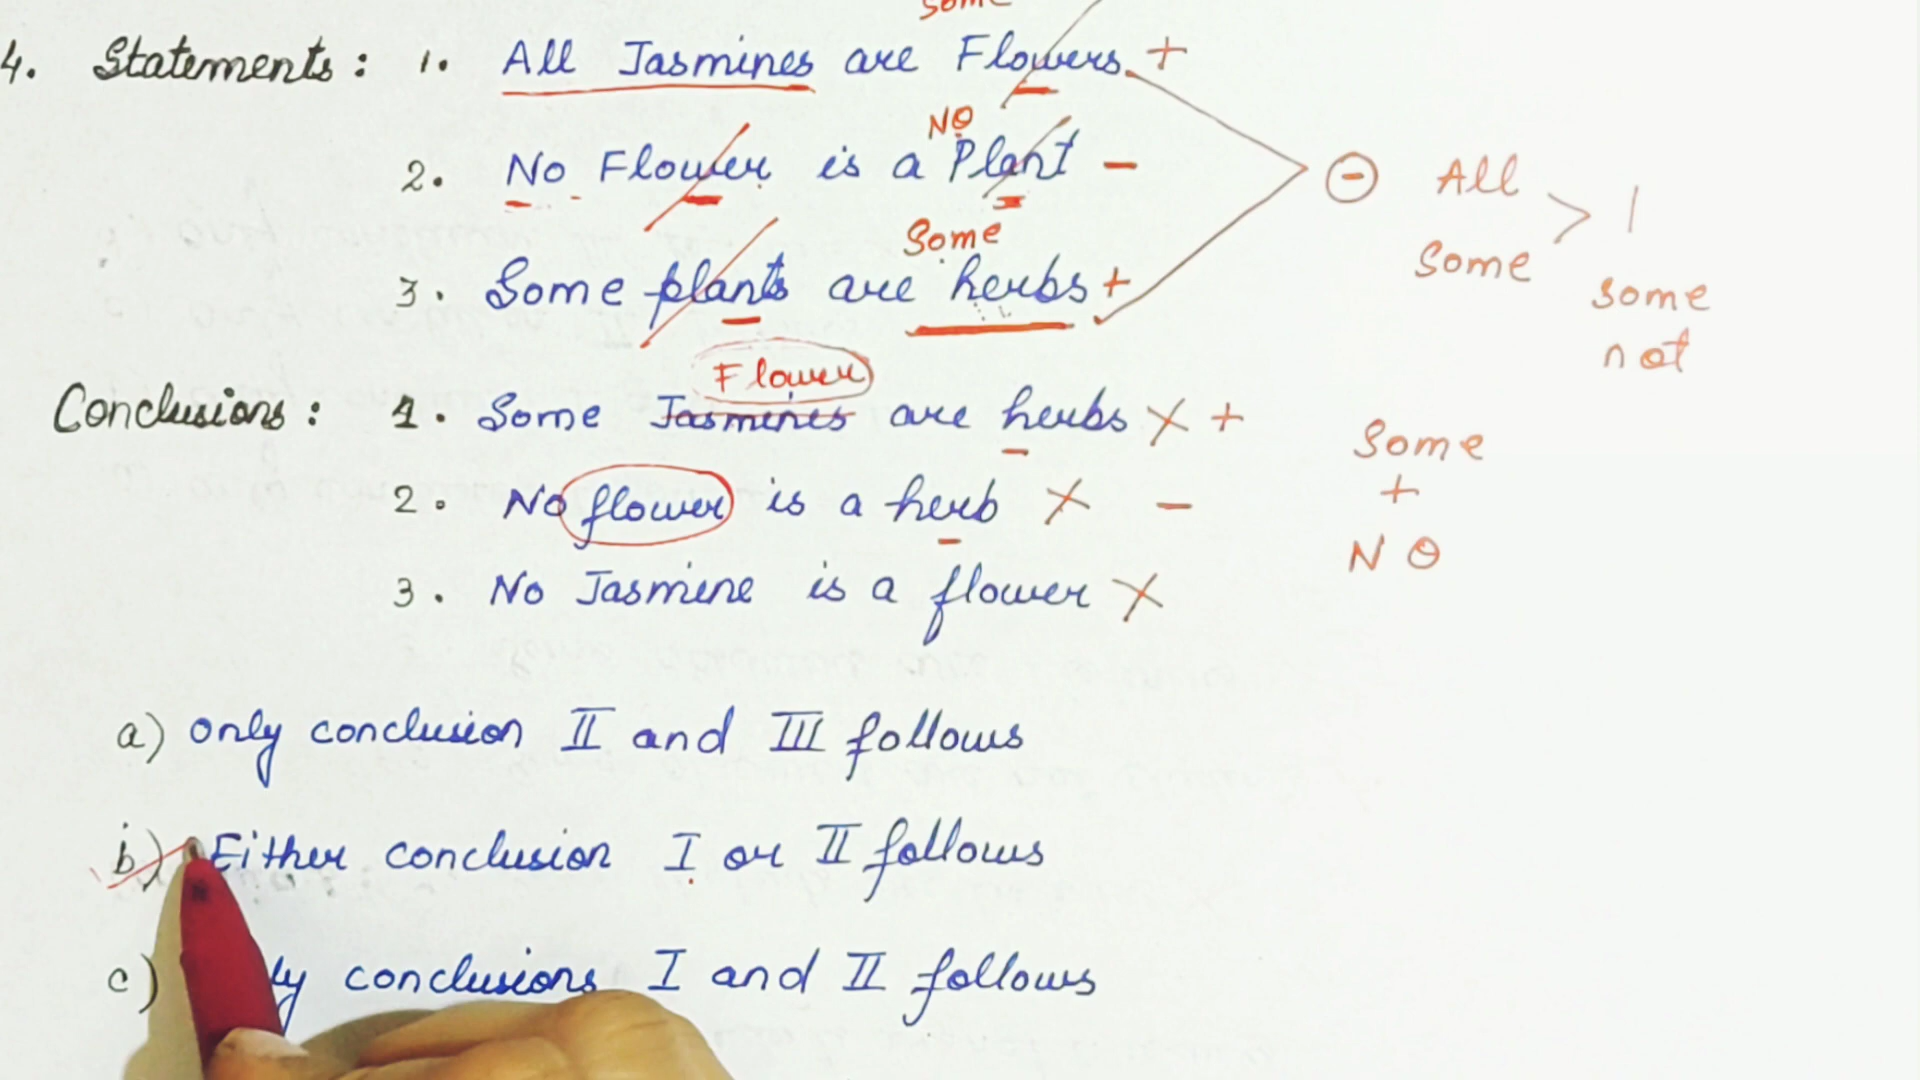 some
4. Statements: 1. All Jasmines are Flowers. +
NO
2. No Flower is a Plant -
All
Some
1
3. Some plants are herbs +
Some
some
not
Flower
Conclusions: 1. Some Jasmines are herbs X +
Some
+
NO
2. No flower is a herb X -
3. No Jasmine is a flower X
a) only conclusion II and III follows
b) Either conclusion I or II follows
c) conclusions I and II follows